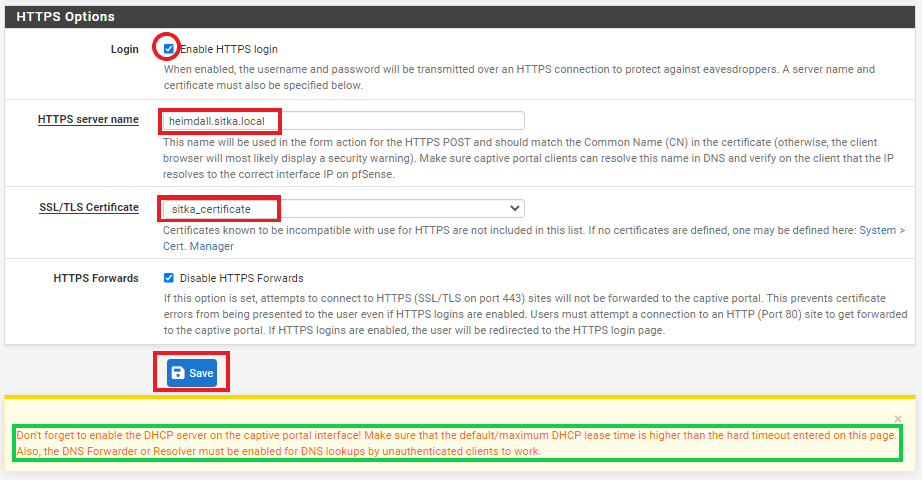 HTTPS Options
Login Enable HTTPS login
When enabled, the username and password will be transmitted over an HTTPS connection to protect against eavesdroppers. A server name and
certificate must also be specified below.
HTTPS server name heimdall.sitka.local
This name will be used in the form action for the HTTPS POST and should match the Common Name (CN) in the certificate (otherwise, the client
browser will most likely display a security warning). Make sure captive portal clients can resolve this name in DNS and verify on the client that the IP
resolves to the correct interface IP on pfSense.
SSL/TLS Certificate sitka_certificate
Certificates known to be incompatible with use for HTTPS are not included in this list. If no certificates are defined, one may be defined here: System >
Cert. Manager
HTTPS Forwards Disable HTTPS Forwards
If this option is set, attempts to connect to HTTPS (SSL/TLS on port 443) sites will not be forwarded to the captive portal. This prevents certificate
errors from being presented to the user even if HTTPS logins are enabled. Users must attempt a connection to an HTTP (Port 80) site to get forwarded
to the captive portal. If HTTPS logins are enabled, the user will be redirected to the HTTPS login page.
Save
×
Don't forget to enable the DHCP server on the captive portal interface! Make sure that the default/maximum DHCP lease time is higher than the hard timeout entered on this page.
Also, the DNS Forwarder or Resolver must be enabled for DNS lookups by unauthenticated clients to work.